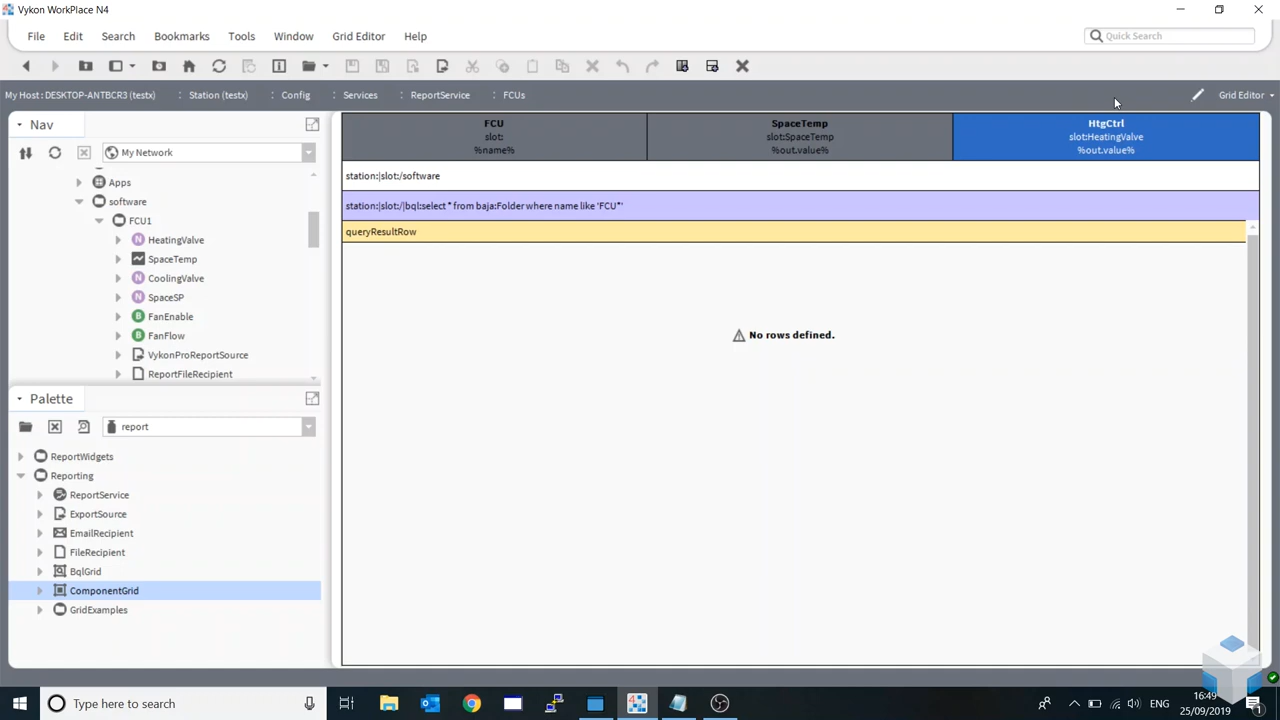 Vykon WorkPlace N4
File Edit Search Bookmarks Tools Window Grid Editor Help
Quick Search
My Host : DESKTOP-ANTBCR3 (testx) : Station (testx) : Config : Services : ReportService : FCUs
Grid Editor
Nav
My Network
Apps
software
FCU1
HeatingValve
SpaceTemp
CoolingValve
SpaceSP
FanEnable
FanFlow
VykonProReportSource
ReportFileRecipient
Palette
report
ReportWidgets
Reporting
ReportService
ExportSource
EmailRecipient
FileRecipient
BqlGrid
ComponentGrid
GridExamples
FCU
slot:
%name%
SpaceTemp
slot:SpaceTemp
%out.value%
HtgCtrl
slot:HeatingValve
%out.value%
station:|slot:/software
station:|slot:/|bql:select * from baja:Folder where name like 'FCU*'
queryResultRow
No rows defined.
Type here to search
ENG
16:49
25/09/2019